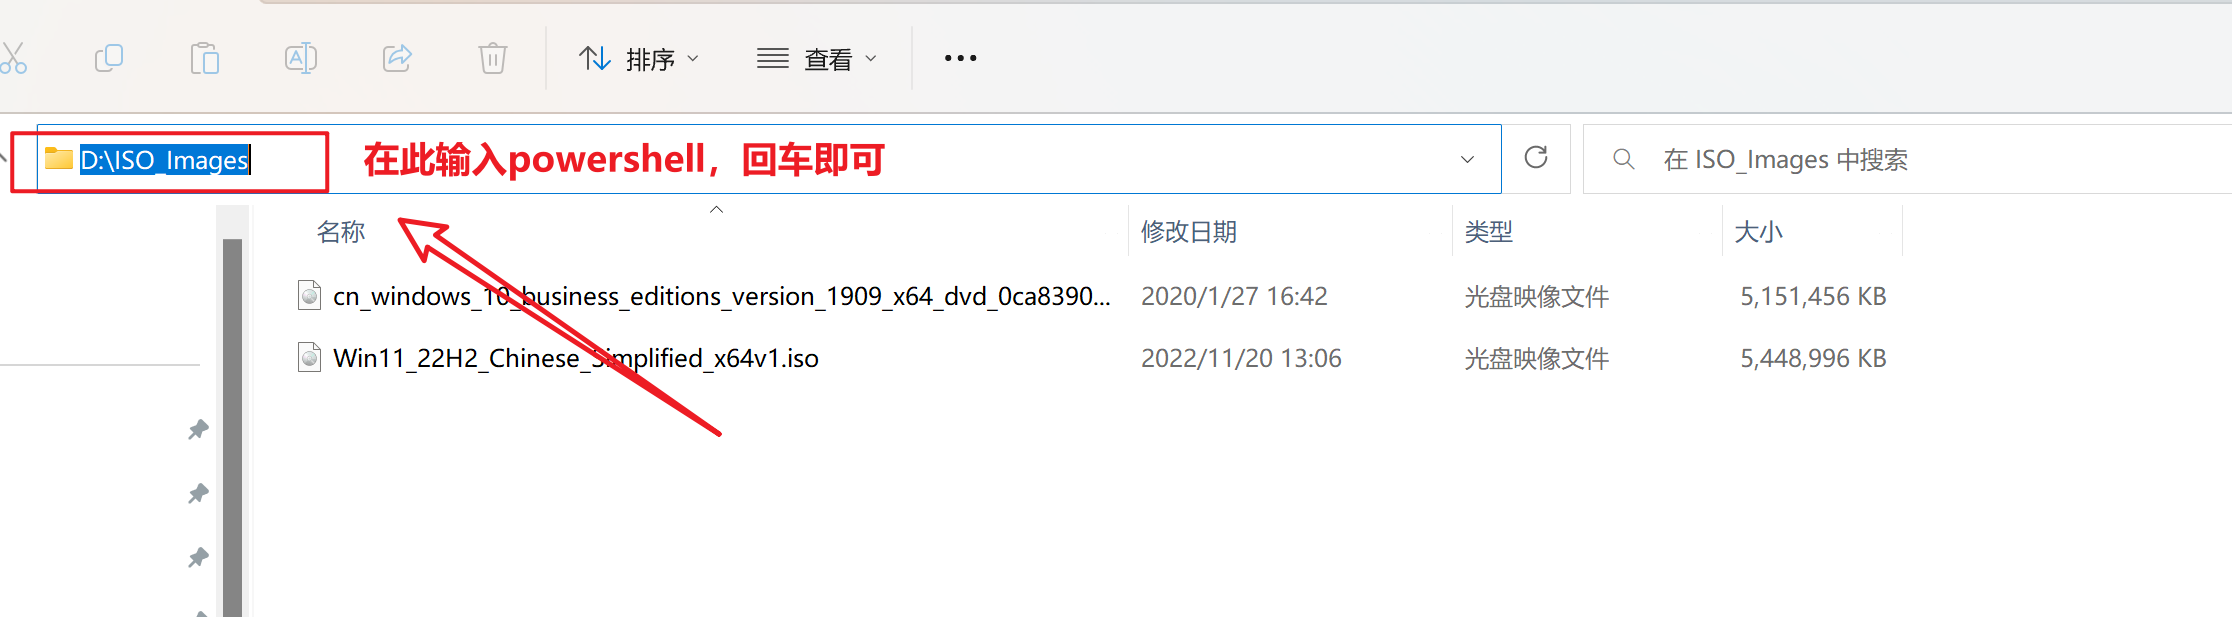 排序 查看
D:\ISO_Images 在此输入powershell，回车即可 在 ISO_Images 中搜索
名称 修改日期 类型 大小
cn_windows_10_business_editions_version_1909_x64_dvd_0ca8390... 2020/1/27 16:42 光盘映像文件 5,151,456 KB
Win11_22H2_Chinese_Simplified_x64v1.iso 2022/11/20 13:06 光盘映像文件 5,448,996 KB